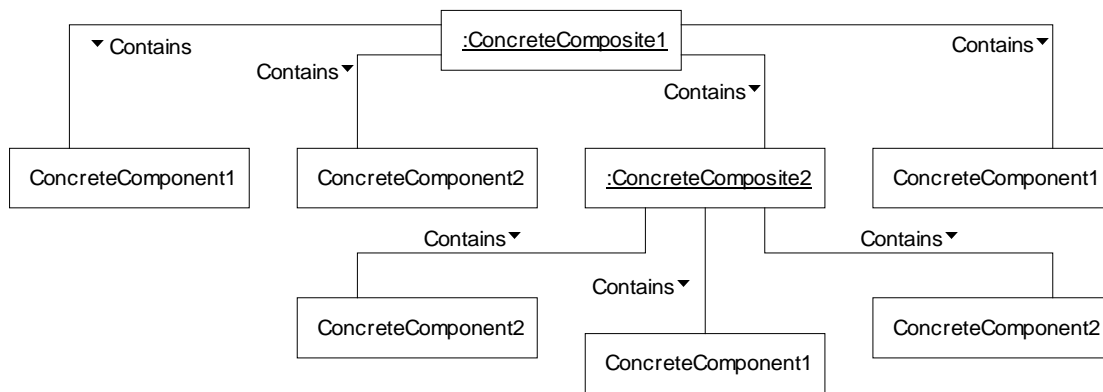 :ConcreteComposite1
Contains
Contains
Contains
Contains
ConcreteComponent1
ConcreteComponent2
:ConcreteComposite2
ConcreteComponent1
Contains
Contains
Contains
ConcreteComponent2
ConcreteComponent1
ConcreteComponent2